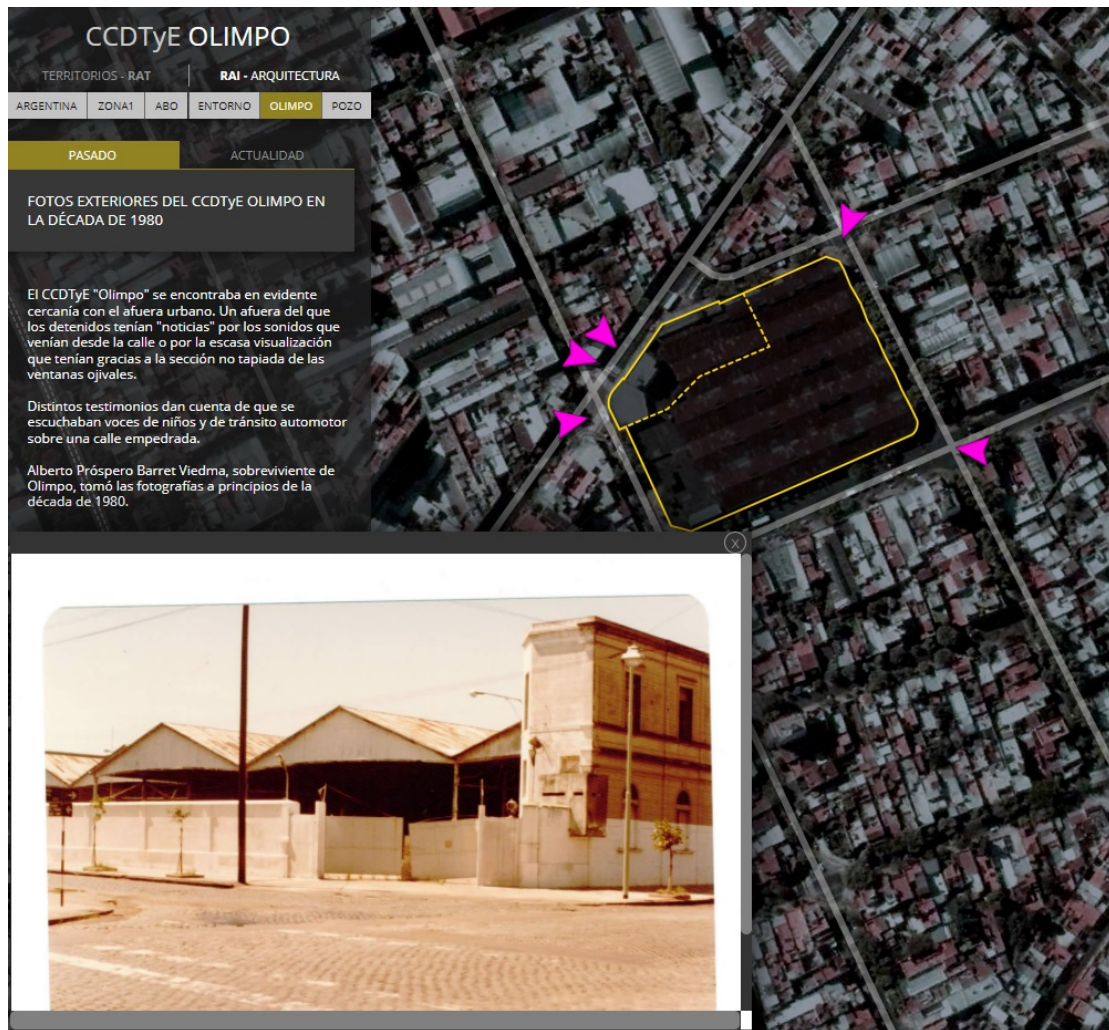 CCDTyE OLIMPO
TERRITORIOS - RAT
RAI - ARQUITECTURA
ARGENTINA ZONA1 ABO ENTORNO OLIMPO POZO
PASADO ACTUALIDAD
FOTOS EXTERIORES DEL CCDTyE OLIMPO EN
LA DÉCADA DE 1980
El CCDTyE "Olimpo" se encontraba en evidente
cercanía con el afuera urbano. Un afuera del que
los detenidos tenían "noticias" por los sonidos que
venían desde la calle o por la escasa visualización
que tenían gracias a la sección no tapiada de las
ventanas ojivales.
Distintos testimonios dan cuenta de que se
escuchaban voces de niños y de tránsito automotor
sobre una calle empedrada.
Alberto Próspero Barret Viedma, sobreviviente de
Olimpo, tomó las fotografías a principios de la
década de 1980.
X